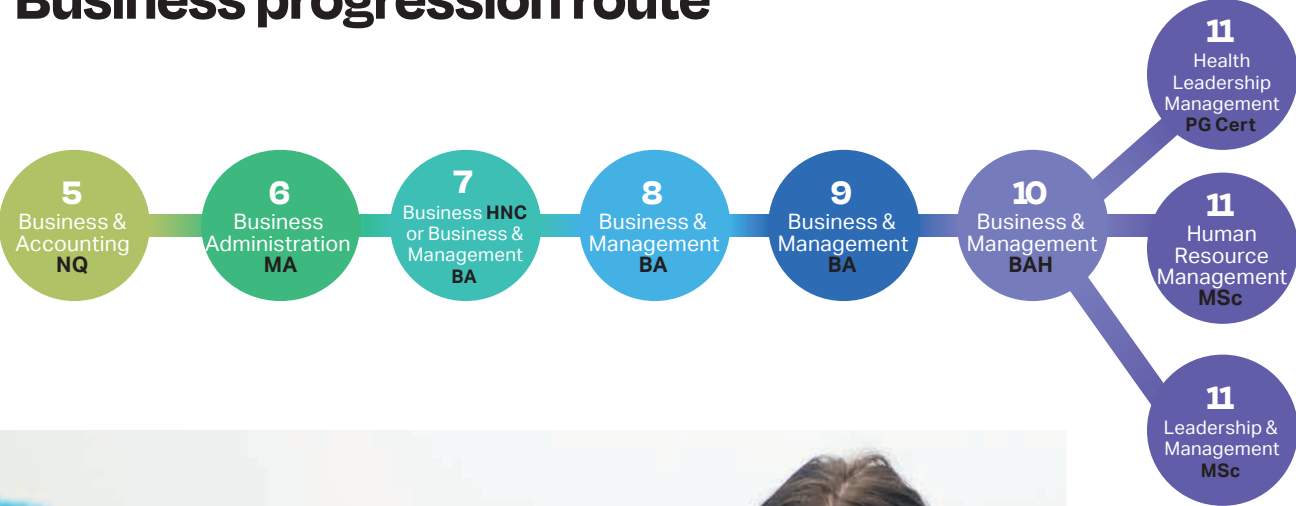 Business progression route
5
Business &
Accounting
NQ
6
Business
Administration
MA
7
Business HNC
or Business &
Management
BA
8
Business &
Management
BA
9
Business &
Management
BA
10
Business &
Management
BAH
11
Health
Leadership
Management
PG Cert
11
Human
Resource
Management
MSc
11
Leadership &
Management
MSc